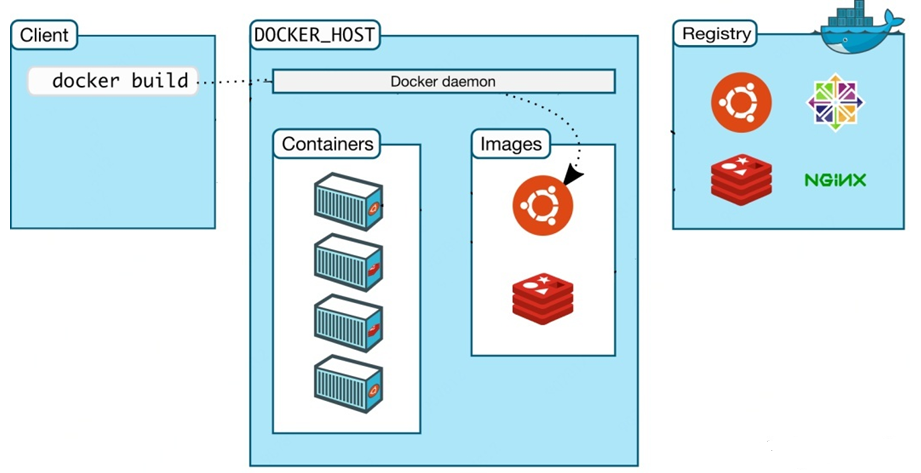 Client
DOCKER_HOST
Registry
docker build
Docker daemon
Containers
Images
NGINX